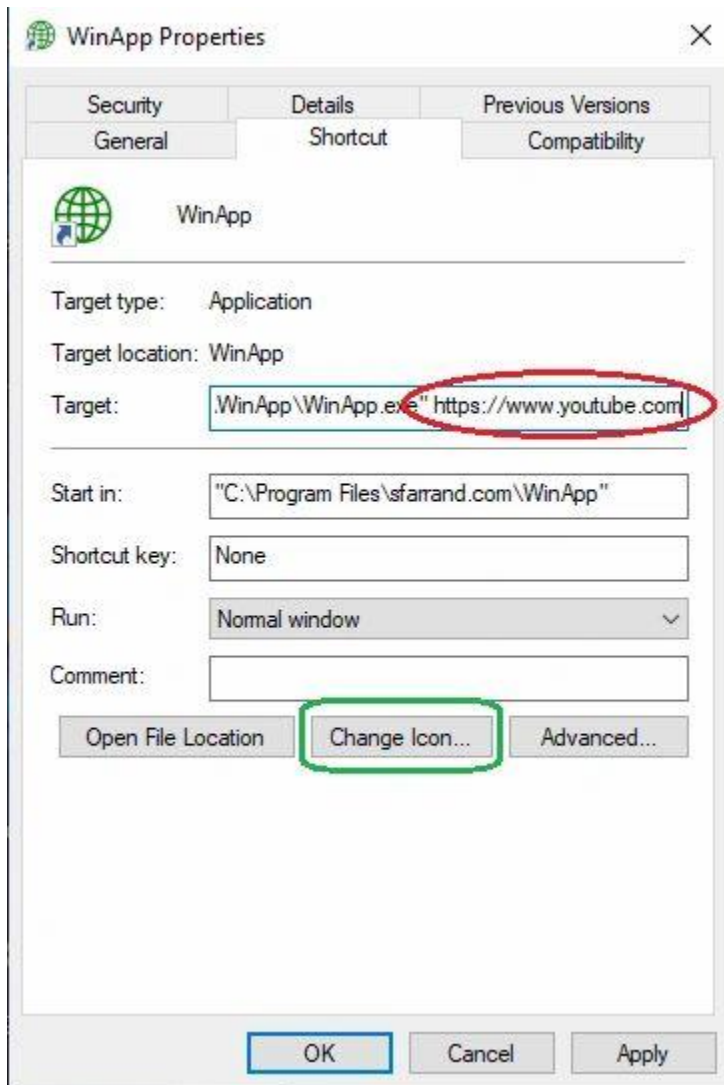 WinApp Properties
Security Details Previous Versions
General Shortcut Compatibility
WinApp
Target type: Application
Target location: WinApp
Target: .WinApp\WinApp.exe" https://www.youtube.com
Start in: "C:\Program Files\sfarrand.com\WinApp"
Shortcut key: None
Run: Normal window
Comment:
Open File Location Change Icon... Advanced...
OK Cancel Apply